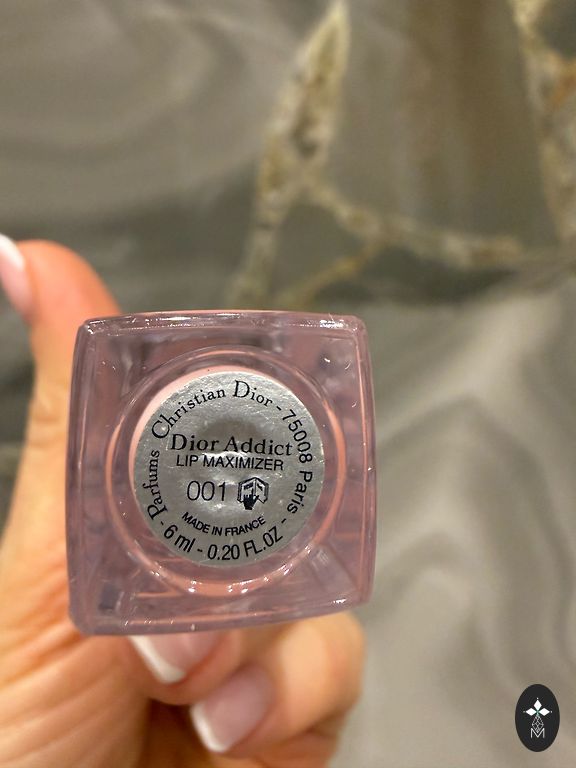 Parfums Christian Dior - 75008 Paris -
Dior Addict
LIP MAXIMIZER
001
MADE IN FRANCE
6 ml - 0.20 FL.OZ -
M